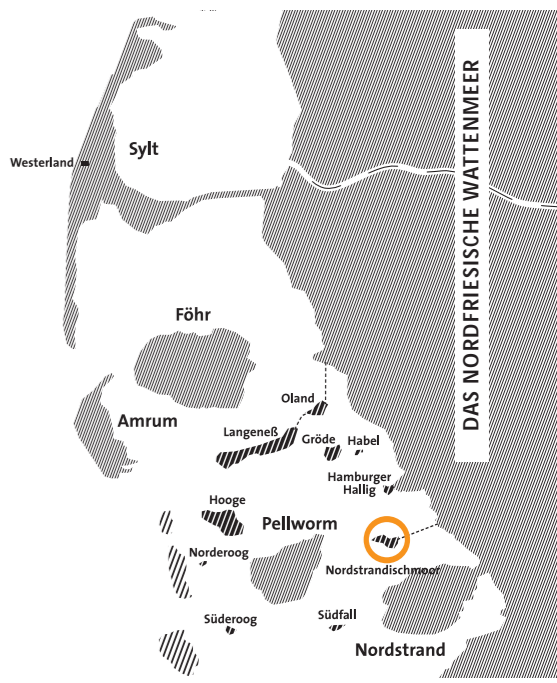 DAS NORDFRIESISCHE WATTENMEER
Sylt
Westerland
Föhr
Oland
Amrum
Langeneß
Gröde
Habel
Hamburger
Hallig
Hooge
Pellworm
Norderoog
Nordstrandischmoor
Süderoog
Südfall
Nordstrand